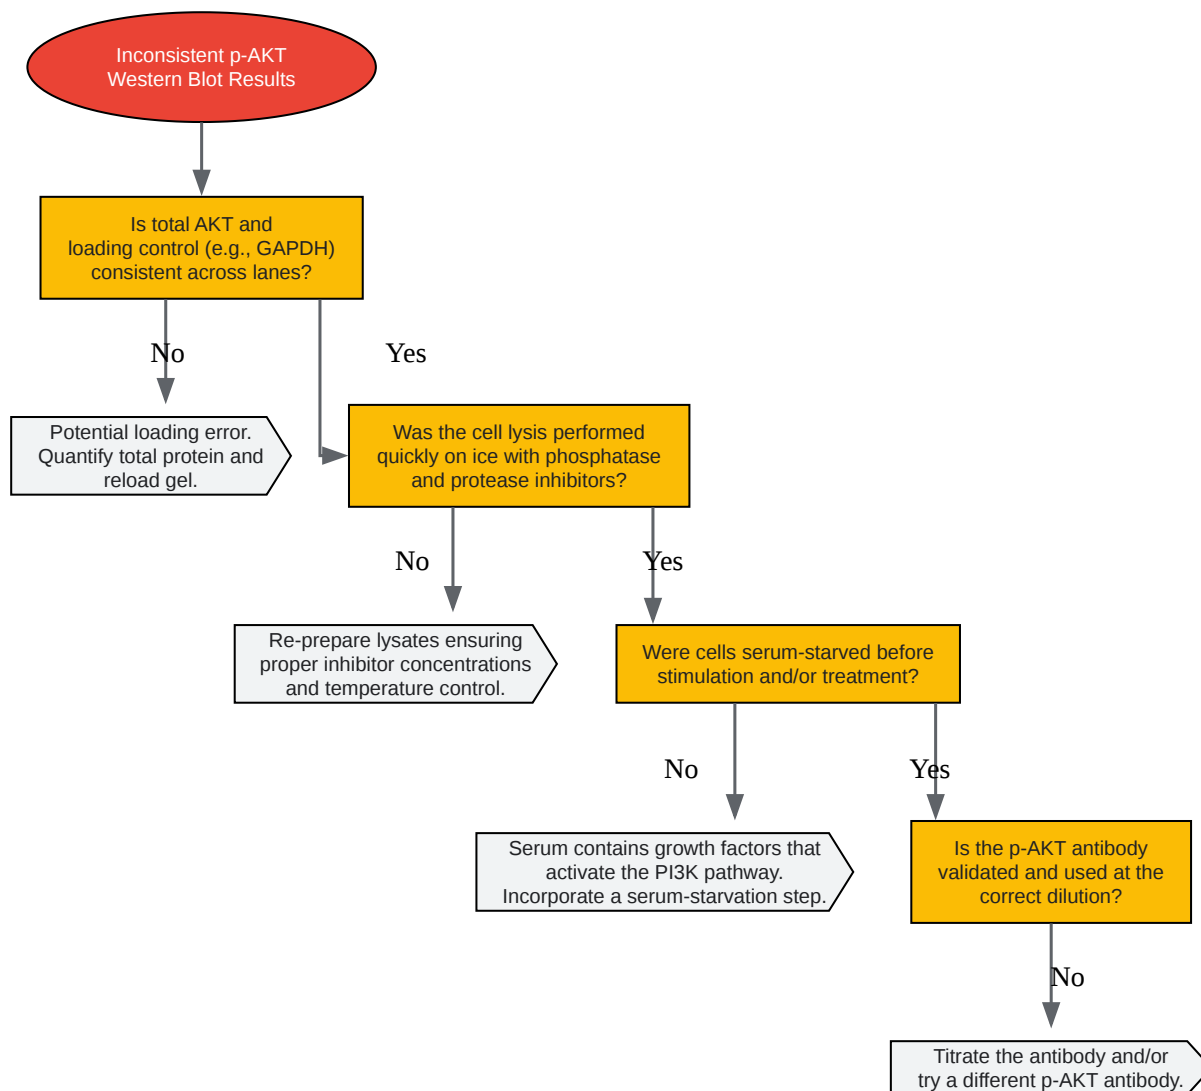 Inconsistent p-AKT
Western Blot Results
Is total AKT and
loading control (e.g., GAPDH)
consistent across lanes?
No
Yes
Potential loading error.
Quantify total protein and
reload gel.
Was the cell lysis performed
quickly on ice with phosphatase
and protease inhibitors?
No
Yes
Re-prepare lysates ensuring
proper inhibitor concentrations
and temperature control.
Were cells serum-starved before
stimulation and/or treatment?
No
Yes
Serum contains growth factors that
activate the PI3K pathway.
Incorporate a serum-starvation step.
Is the p-AKT antibody
validated and used at the
correct dilution?
No
Titrate the antibody and/or
try a different p-AKT antibody.